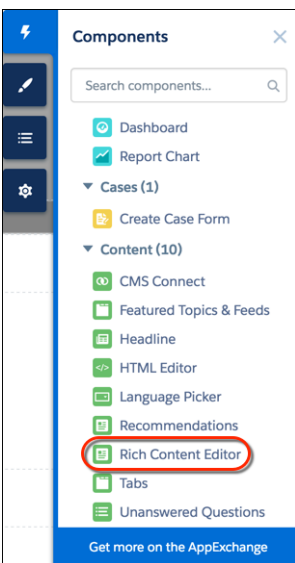 Components
Search components...
Dashboard
Report Chart
Cases (1)
Create Case Form
Content (10)
CMS Connect
Featured Topics & Feeds
Headline
HTML Editor
Language Picker
Recommendations
Rich Content Editor
Tabs
Unanswered Questions
Get more on the AppExchange